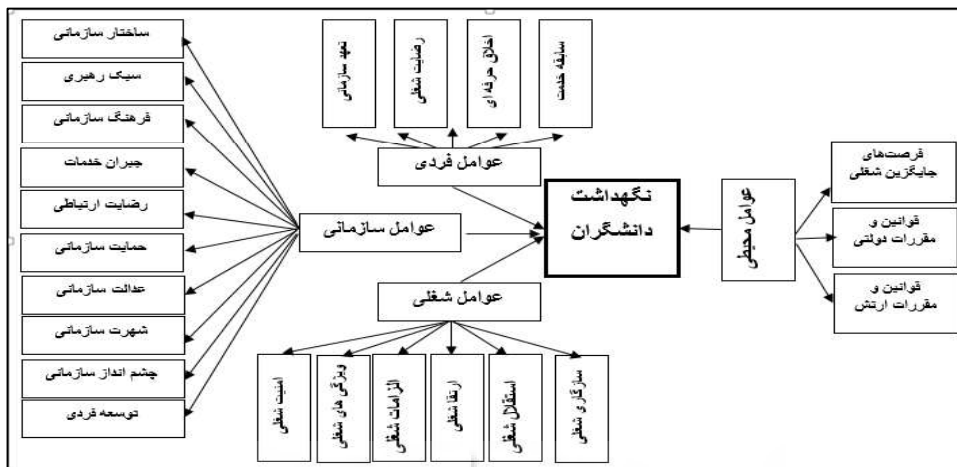 سابقه خدمت
اخلاق حرفه ای
رضایت شغلی
تعهد سازمانی
عوامل فردی
ساختار سازمانی
سبک رهبری
فرهنگ سازمانی
جبران خدمات
رضایت ارتباطی
حمایت سازمانی
عدالت سازمانی
شهرت سازمانی
چشم انداز سازمانی
توسعه فردی
عوامل سازمانی
نگهداشت
دانشگران
عوامل محیطی
فرصت‌های
جایگزین شغلی
قوانین و
مقررات دولتی
قوانین و
مقررات ارتش
عوامل شغلی
سازگاری شغلی
استقلال شغلی
ارتقا شغلی
الزامات شغلی
ویژگی های شغلی
امنیت شغلی